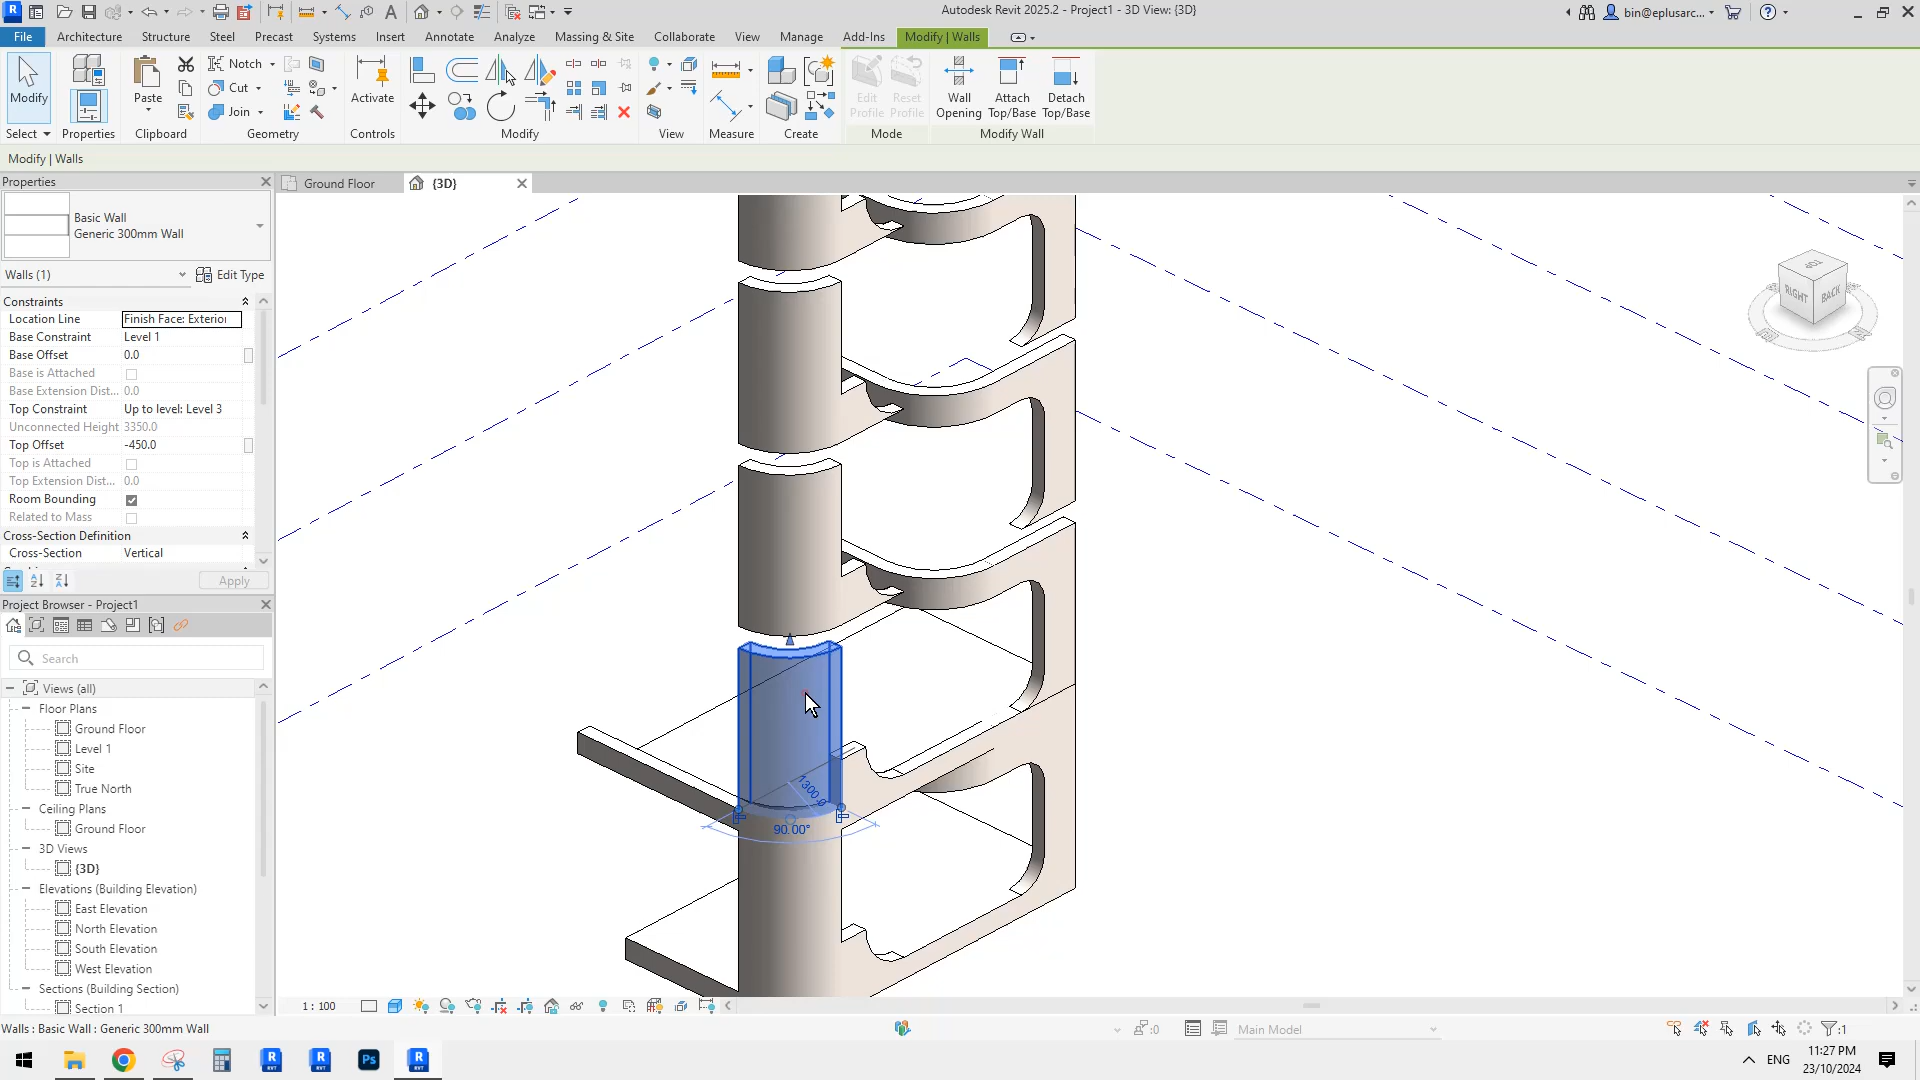 Autodesk Revit 2025.2 - Project1 - 3D View: {3D}
bin@eplusarc...
File Architecture Structure Steel Precast Systems Insert Annotate Analyze Massing & Site Collaborate View Manage Add-Ins Modify | Walls
Modify
Select
Properties
Paste
Clipboard
Notch
Cut
Join
Geometry
Activate
Controls
Modify
View
Measure
Create
Edit Profile
Reset Profile
Mode
Wall Opening
Attach Top/Base
Detach Top/Base
Modify Wall
Modify | Walls
Properties
Ground Floor
{3D}
Basic Wall
Generic 300mm Wall
Walls (1)
Edit Type
Constraints
Location Line Finish Face: Exterior
Base Constraint Level 1
Base Offset 0.0
Base is Attached
Base Extension Dist... 0.0
Top Constraint Up to level: Level 3
Unconnected Height 3350.0
Top Offset -450.0
Top is Attached
Top Extension Dist... 0.0
Room Bounding
Related to Mass
Cross-Section Definition
Cross-Section Vertical
Apply
Project Browser - Project1
Search
Views (all)
Floor Plans
Ground Floor
Level 1
Site
True North
Ceiling Plans
Ground Floor
3D Views
{3D}
Elevations (Building Elevation)
East Elevation
North Elevation
South Elevation
West Elevation
Sections (Building Section)
Section 1
1300.0
90.00°
TOP
RIGHT
BACK
1 : 100
Walls : Basic Wall : Generic 300mm Wall
:0
Main Model
:1
Ps
ENG
11:27 PM
23/10/2024